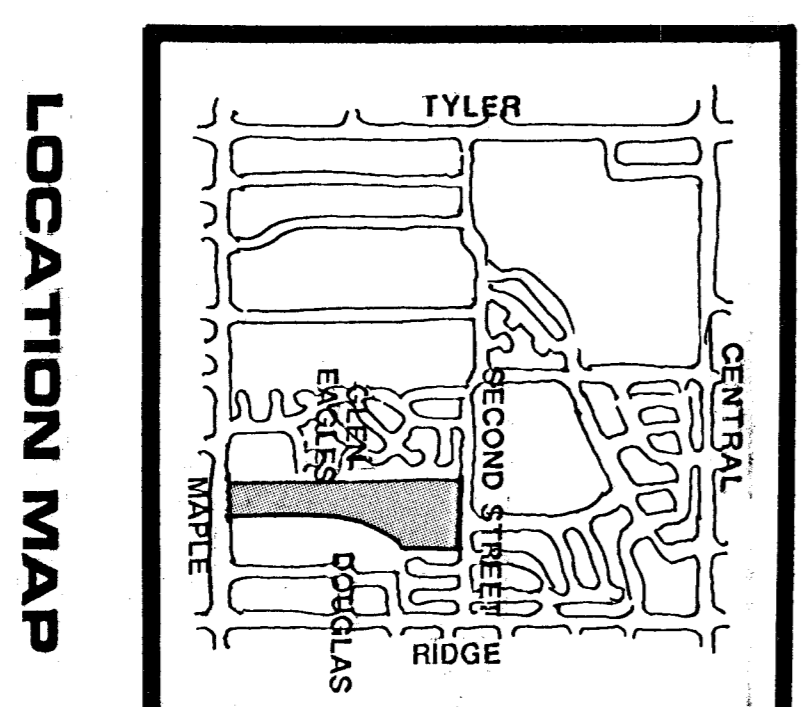 LOCATION MAP
TYLER
CENTRAL
SECOND STREET
GLEN
EAGLES
MAPLE
DOUGLAS
RIDGE